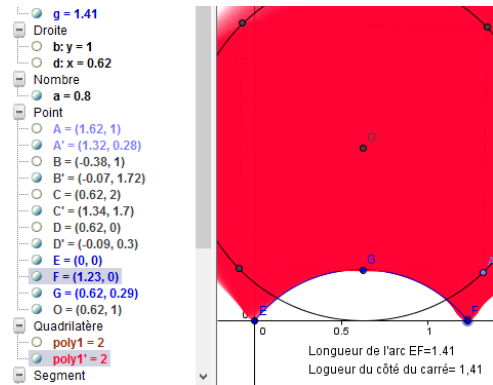 g = 1.41
Droite
b: y = 1
d: x = 0.62
Nombre
a = 0.8
Point
A = (1.62, 1)
A' = (1.32, 0.28)
B = (-0.38, 1)
B' = (-0.07, 1.72)
C = (0.62, 2)
C' = (1.34, 1.7)
D = (0.62, 0)
D' = (-0.09, 0.3)
E = (0, 0)
F = (1.23, 0)
G = (0.62, 0.29)
O = (0.62, 1)
Quadrilatère
poly1 = 2
poly1' = 2
Segment
O
G
E
F
0
0.5
1
Longueur de l'arc EF=1.41
Logueur du côté du carré= 1,41